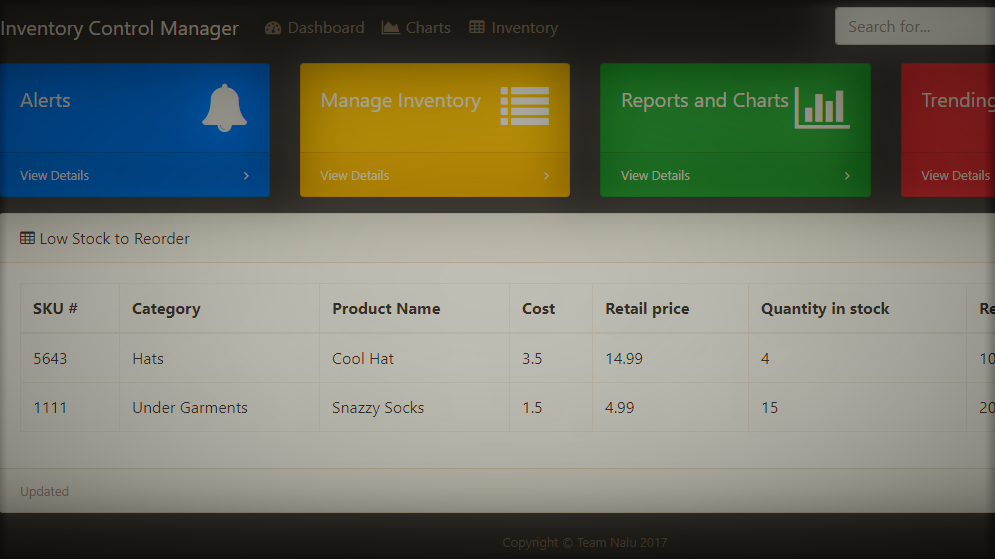 Inventory Control Manager Dashboard Charts Inventory Search for...
Alerts Manage Inventory Reports and Charts Trending
View Details View Details View Details View Details
Low Stock to Reorder
SKU # Category Product Name Cost Retail price Quantity in stock
5643 Hats Cool Hat 3.5 14.99 4 10
1111 Under Garments Snazzy Socks 1.5 4.99 15 20
Updated
Copyright © Team Nalu 2017